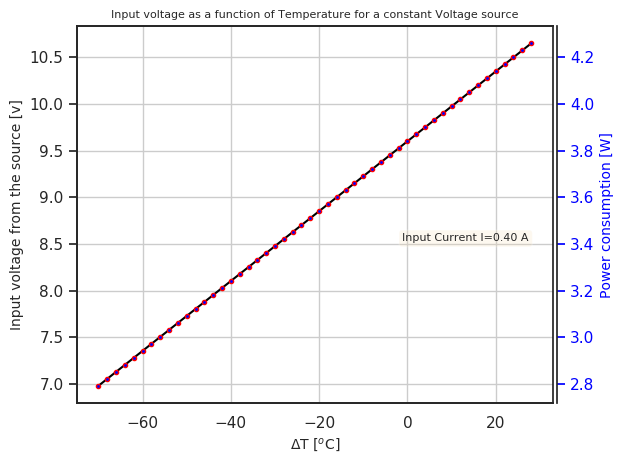 Input voltage as a function of Temperature for a constant Voltage source
Input voltage from the source [v]
10.5
10.0
9.5
9.0
8.5
8.0
7.5
7.0
Input Current I=0.40 A
4.2
4.0
3.8
3.6
3.4
3.2
3.0
2.8
Power consumption [W]
−60 −40 −20 0 20
ΔT [°C]